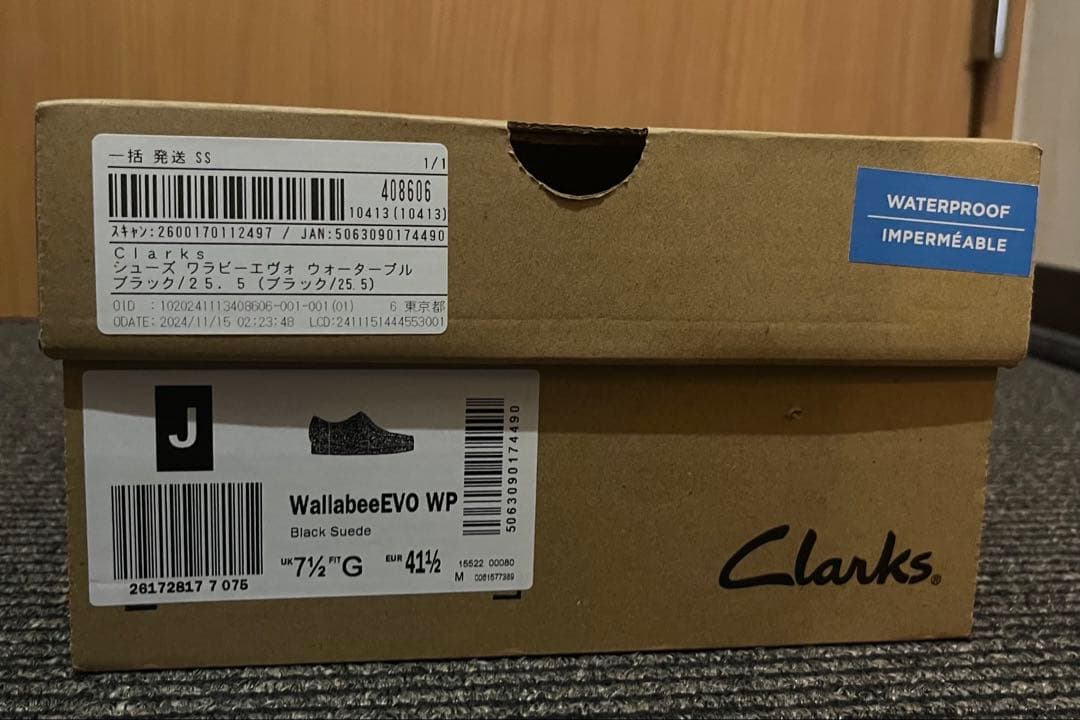 一括 発送 SS
1/1
408606
10413(10413)
スキャン:2600170112497 / JAN:5063090174490
Clarks
シューズ ワラビーエヴォ ウォータープル
ブラック/25.5 (ブラック/25.5)
OID :1020241113408606-001-001(01) 6 東京都
ODATE:2024/11/15 02:23:48 LCD:2411151444553001
WATERPROOF
IMPERMÉABLE
J
5063090174490
WallabeeEVO WP
Black Suede
UK 7½ FIT G EUR 41½
15522 00080
M 0061577389
26172817 7 075
Clarks®